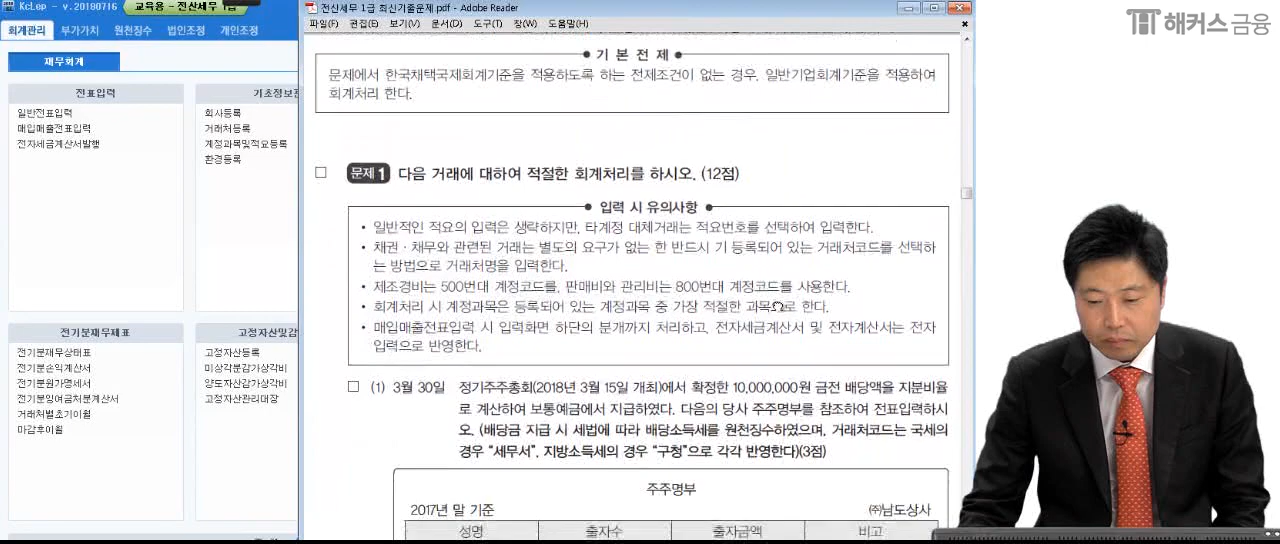 KcLep - v.20180716 교육용 - 전산세무 1급
회계관리 부가가치 원천징수 법인조정 개인조정
재무회계
전표입력
일반전표입력
매입매출전표입력
전자세금계산서발행
기초정보
회사등록
거래처등록
계정과목및적요등록
환경등록
전기분재무제표
전기분재무상태표
전기분손익계산서
전기분원가명세서
전기분잉여금처분계산서
거래처별초기이월
마감후이월
고정자산및감
고정자산등록
미상각분감가상각비
양도자산감가상각비
고정자산관리대장
전산세무 1급 최신기출문제.pdf - Adobe Reader
파일(F) 편집(E) 보기(V) 문서(D) 도구(T) 창(W) 도움말(H)
해커스금융
● 기 본 전 제 ●
문제에서 한국채택국제회계기준을 적용하도록 하는 전제조건이 없는 경우, 일반기업회계기준을 적용하여
회계처리 한다.
□ 문제 1 다음 거래에 대하여 적절한 회계처리를 하시오. (12점)
● 입력 시 유의사항 ●
• 일반적인 적요의 입력은 생략하지만, 타계정 대체거래는 적요번호를 선택하여 입력한다.
• 채권·채무와 관련된 거래는 별도의 요구가 없는 한 반드시 기 등록되어 있는 거래처코드를 선택하
는 방법으로 거래처명을 입력한다.
• 제조경비는 500번대 계정코드를, 판매비와 관리비는 800번대 계정코드를 사용한다.
• 회계처리 시 계정과목은 등록되어 있는 계정과목 중 가장 적절한 과목으로 한다.
• 매입매출전표입력 시 입력화면 하단의 분개까지 처리하고, 전자세금계산서 및 전자계산서는 전자
입력으로 반영한다.
□ (1) 3월 30일 정기주주총회(2018년 3월 15일 개최)에서 확정한 10,000,000원 금전 배당액을 지분비율
로 계산하여 보통예금에서 지급하였다. 다음의 당사 주주명부를 참조하여 전표입력하시
오. (배당금 지급 시 세법에 따라 배당소득세를 원천징수하였으며, 거래처코드는 국세의
경우 “세무서”, 지방소득세의 경우 “구청”으로 각각 반영한다)(3점)
주주명부
2017년 말 기준 ㈜남도상사
성명 출자수 출자금액 비고